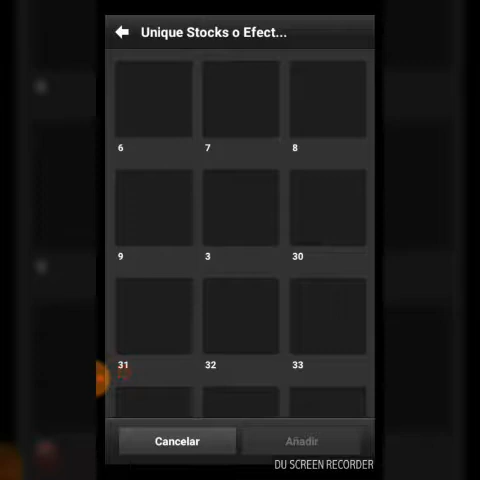 Unique Stocks o Efect...
6 7 8
9 3 30
31 32 33
Cancelar Añadir
DU SCREEN RECORDER